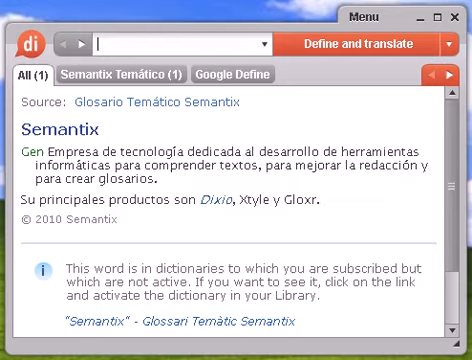 Menu
di
Define and translate
All (1)
Semantix Temático (1)
Google Define
Source: Glosario Temático Semantix
Semantix
Gen Empresa de tecnología dedicada al desarrollo de herramientas
informáticas para comprender textos, para mejorar la redacción y
para crear glosarios.
Su principales productos son Dixio, Xtyle y Gloxr.
© 2010 Semantix
i
This word is in dictionaries to which you are subscribed but
which are not active. If you want to see it, click on the link
and activate the dictionary in your Library.
"Semantix" - Glossari Temàtic Semantix